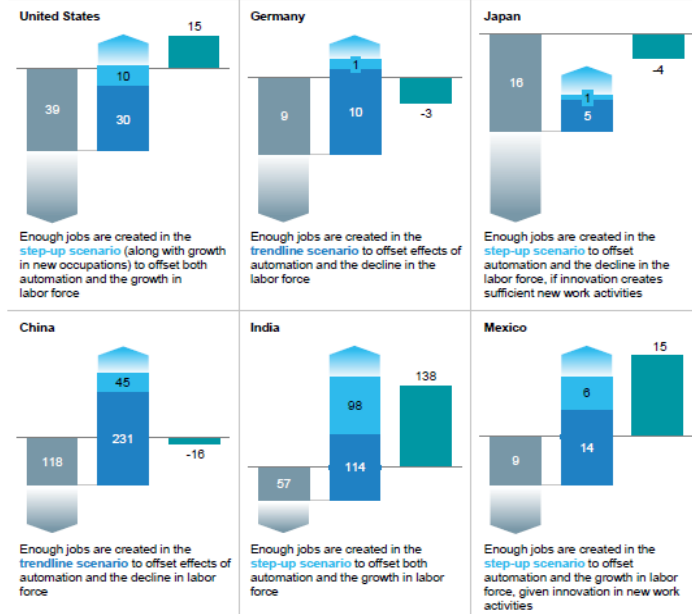 United States
15
10
39
30
Enough jobs are created in the
step-up scenario (along with growth
in new occupations) to offset both
automation and the growth in
labor force
Germany
1
9
10
-3
Enough jobs are created in the
trendline scenario to offset effects of
automation and the decline in the
labor force
Japan
16
1
5
-4
Enough jobs are created in the
step-up scenario to offset
automation and the decline in the
labor force, if innovation creates
sufficient new work activities
China
45
231
118
-16
Enough jobs are created in the
trendline scenario to offset effects of
automation and the decline in labor
force
India
138
98
114
57
Enough jobs are created in the
step-up scenario to offset both
automation and the growth in labor
force
Mexico
15
6
14
9
Enough jobs are created in the
step-up scenario to offset
automation and the growth in labor
force, given innovation in new work
activities